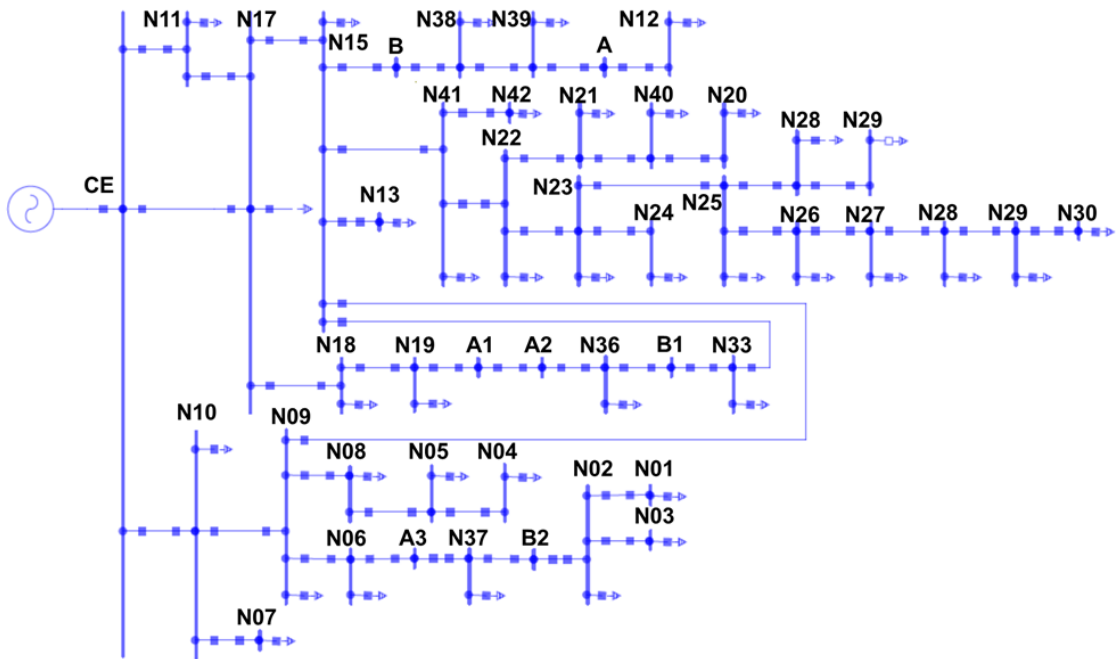 N11 N17 N38 N39 N12
N15 B A
N41 N42 N21 N40 N20
N28 N29
N22
CE N13 N23 N24 N25
N26 N27 N28 N29 N30
N18 N19 A1 A2 N36 B1 N33
N10 N09
N08 N05 N04 N02 N01
N03
N06 A3 N37 B2
N07